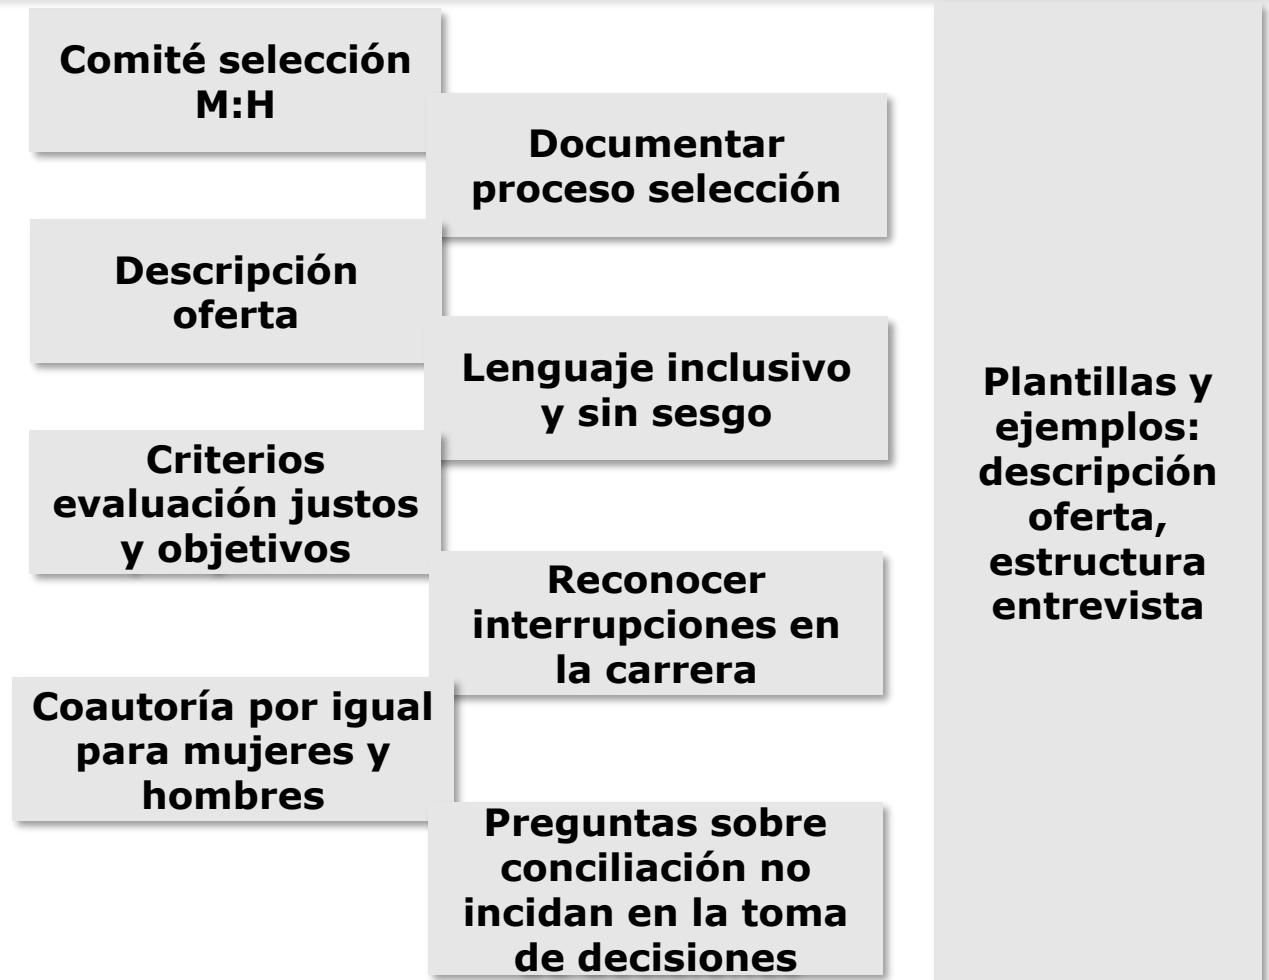 Comité selección
M:H
Documentar
proceso selección
Descripción
oferta
Lenguaje inclusivo
y sin sesgo
Criterios
evaluación justos
y objetivos
Reconocer
interrupciones en
la carrera
Coautoría por igual
para mujeres y
hombres
Preguntas sobre
conciliación no
incidan en la toma
de decisiones
Plantillas y
ejemplos:
descripción
oferta,
estructura
entrevista